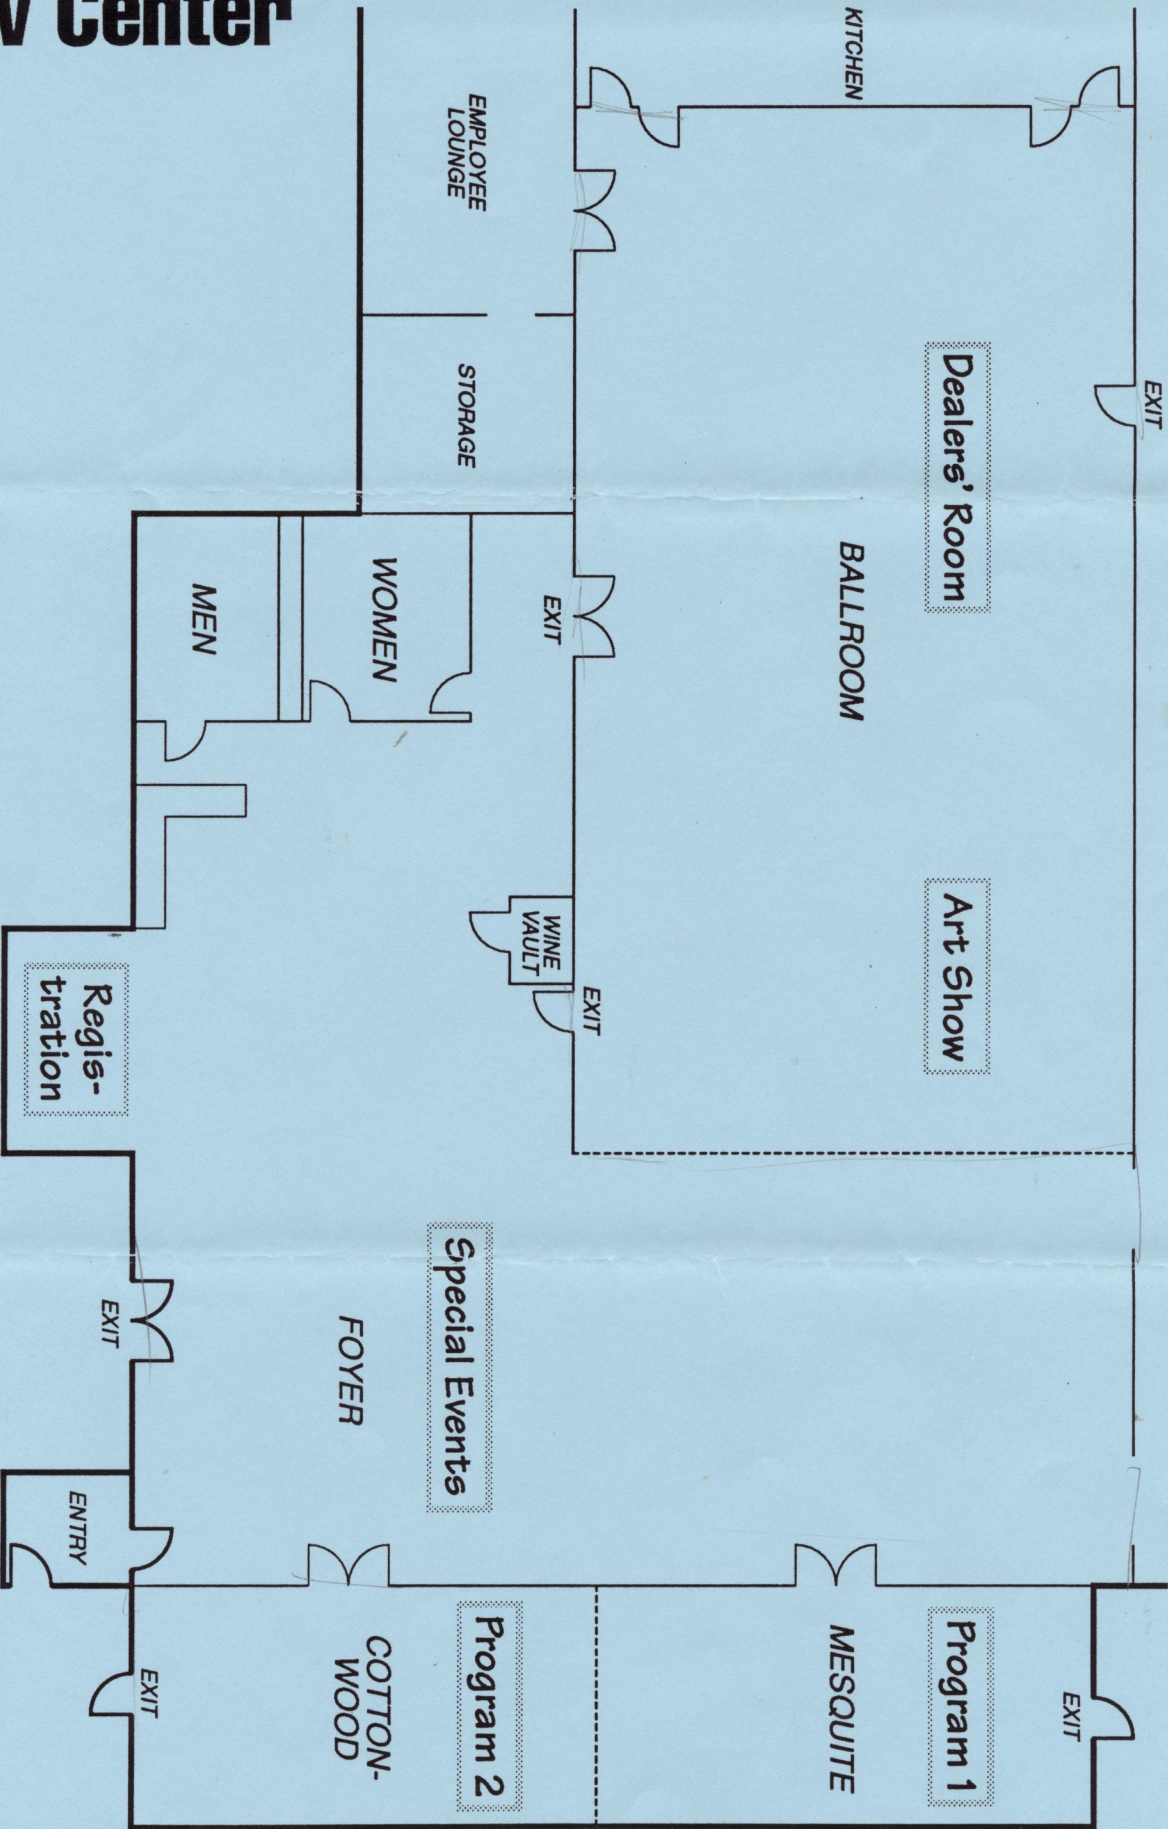 Center
KITCHEN
EMPLOYEE
LOUNGE
STORAGE
EXIT
Dealers' Room
BALLROOM
Art Show
MEN
WOMEN
EXIT
WINE
VAULT
EXIT
Regis-
tration
Special Events
FOYER
EXIT
ENTRY
Program 1
MESQUITE
EXIT
Program 2
COTTON-
WOOD
EXIT